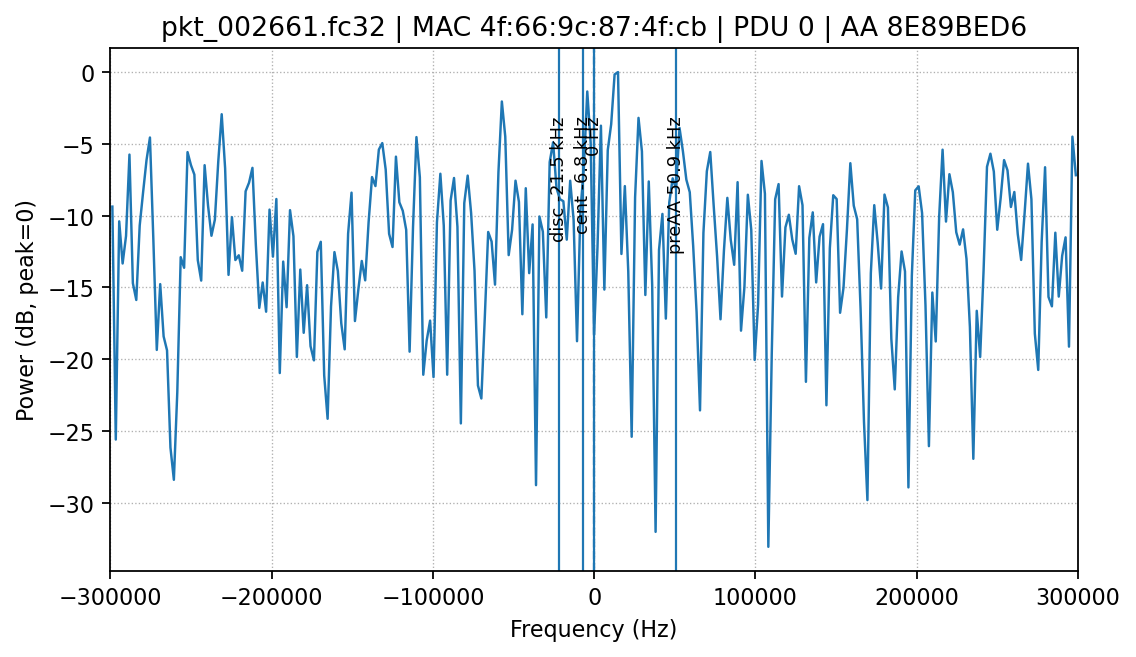 pkt_002661.fc32 | MAC 4f:66:9c:87:4f:cb | PDU 0 | AA 8E89BED6
Power (dB, peak=0)
0
−5
−10
−15
−20
−25
−30
disc -21.5 kHz
cent -6.8 kHz
0 Hz
preAA 50.9 kHz
−300000
−200000
−100000
0
100000
200000
300000
Frequency (Hz)